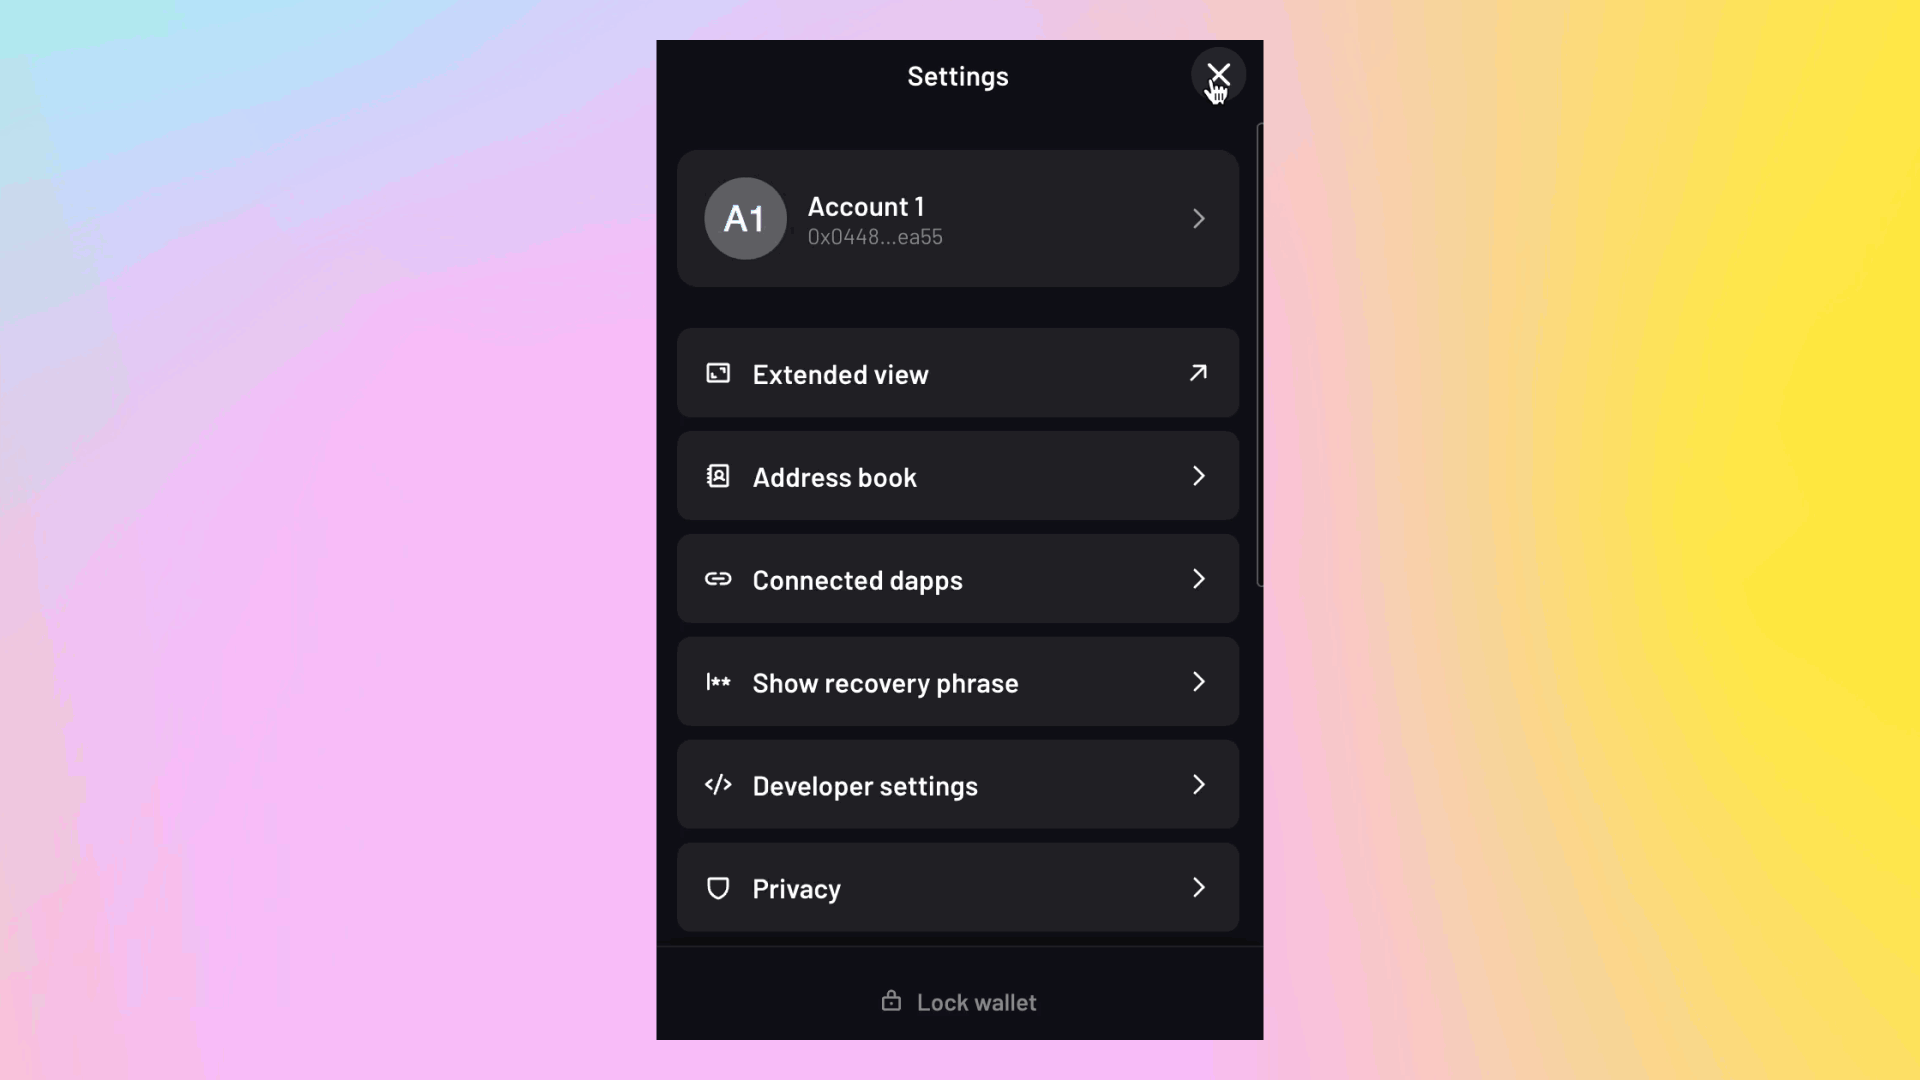 Settings
A1
Account 1
0x0448...ea55
Extended view
Address book
Connected dapps
Show recovery phrase
Developer settings
Privacy
Lock wallet